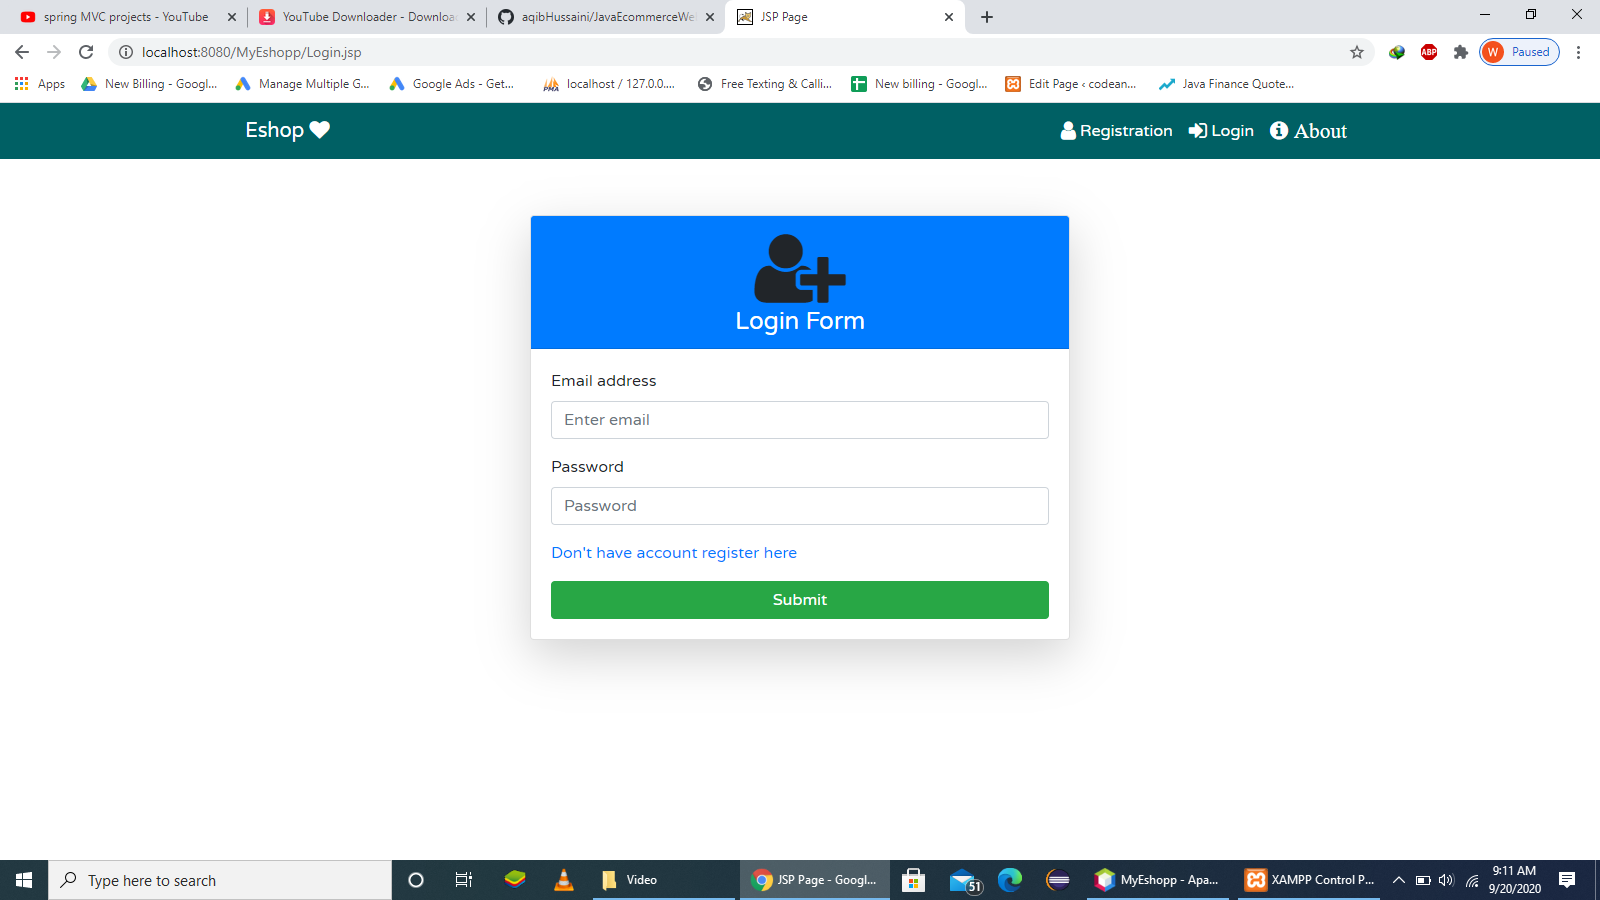 spring MVC projects - YouTube
YouTube Downloader - Downloa
aqibHussaini/JavaEcommerceWe
JSP Page
localhost:8080/MyEshopp/Login.jsp
ABP
W Paused
Apps
New Billing - Googl...
Manage Multiple G...
Google Ads - Get...
PMA
localhost / 127.0.0....
Free Texting & Calli...
New billing - Googl...
Edit Page ‹ codean...
Java Finance Quote...
Eshop
Registration
Login
About
Login Form
Email address
Enter email
Password
Password
Don't have account register here
Submit
Type here to search
Video
JSP Page - Googl...
51
MyEshopp - Apa...
XAMPP Control P...
9:11 AM
9/20/2020